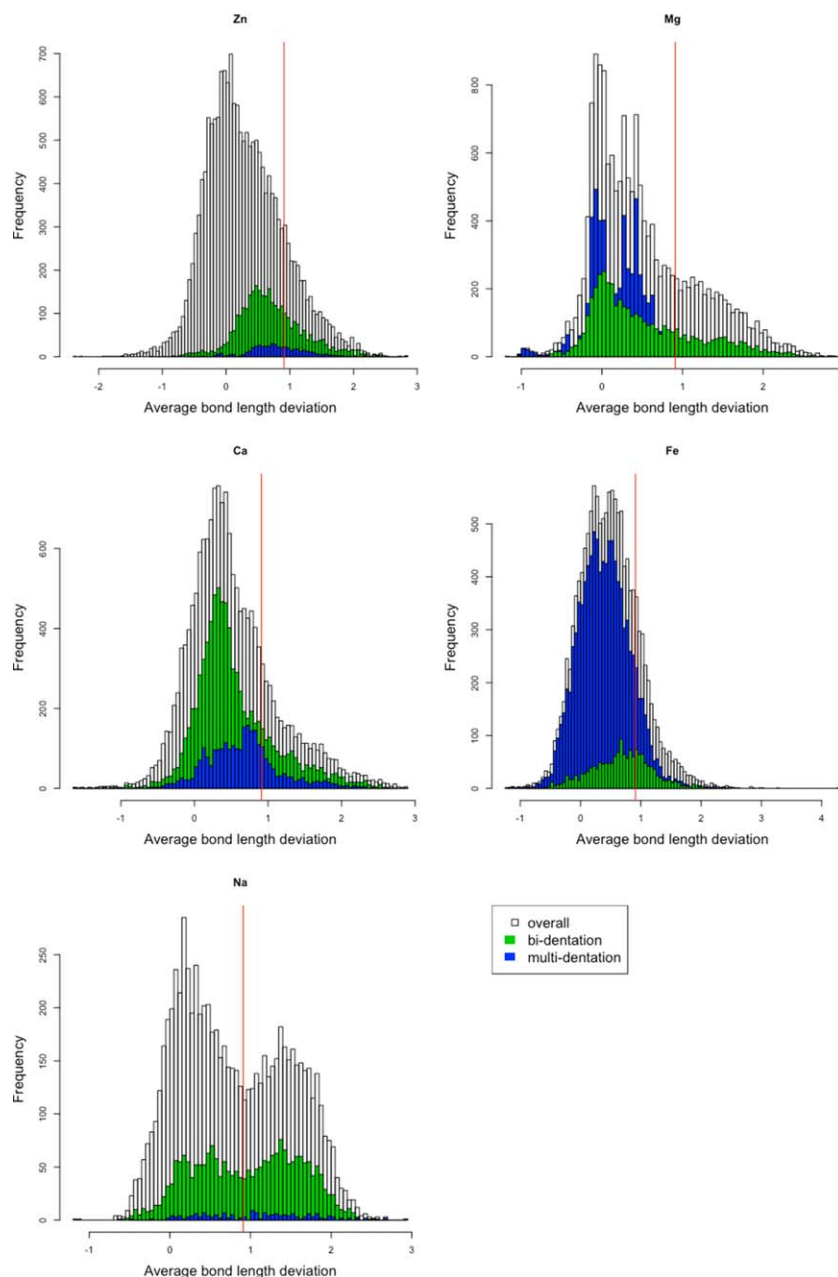 Zn
Frequency
700
600
500
400
300
200
100
0
-2 -1 0 1 2 3
Average bond length deviation
Mg
Frequency
800
600
400
200
0
-1 0 1 2
Average bond length deviation
Ca
Frequency
600
400
200
0
-1 0 1 2 3
Average bond length deviation
Fe
Frequency
500
400
300
200
100
0
-1 0 1 2 3 4
Average bond length deviation
Na
Frequency
250
200
150
100
50
0
-1 0 1 2 3
Average bond length deviation
overall
bi-dentation
multi-dentation